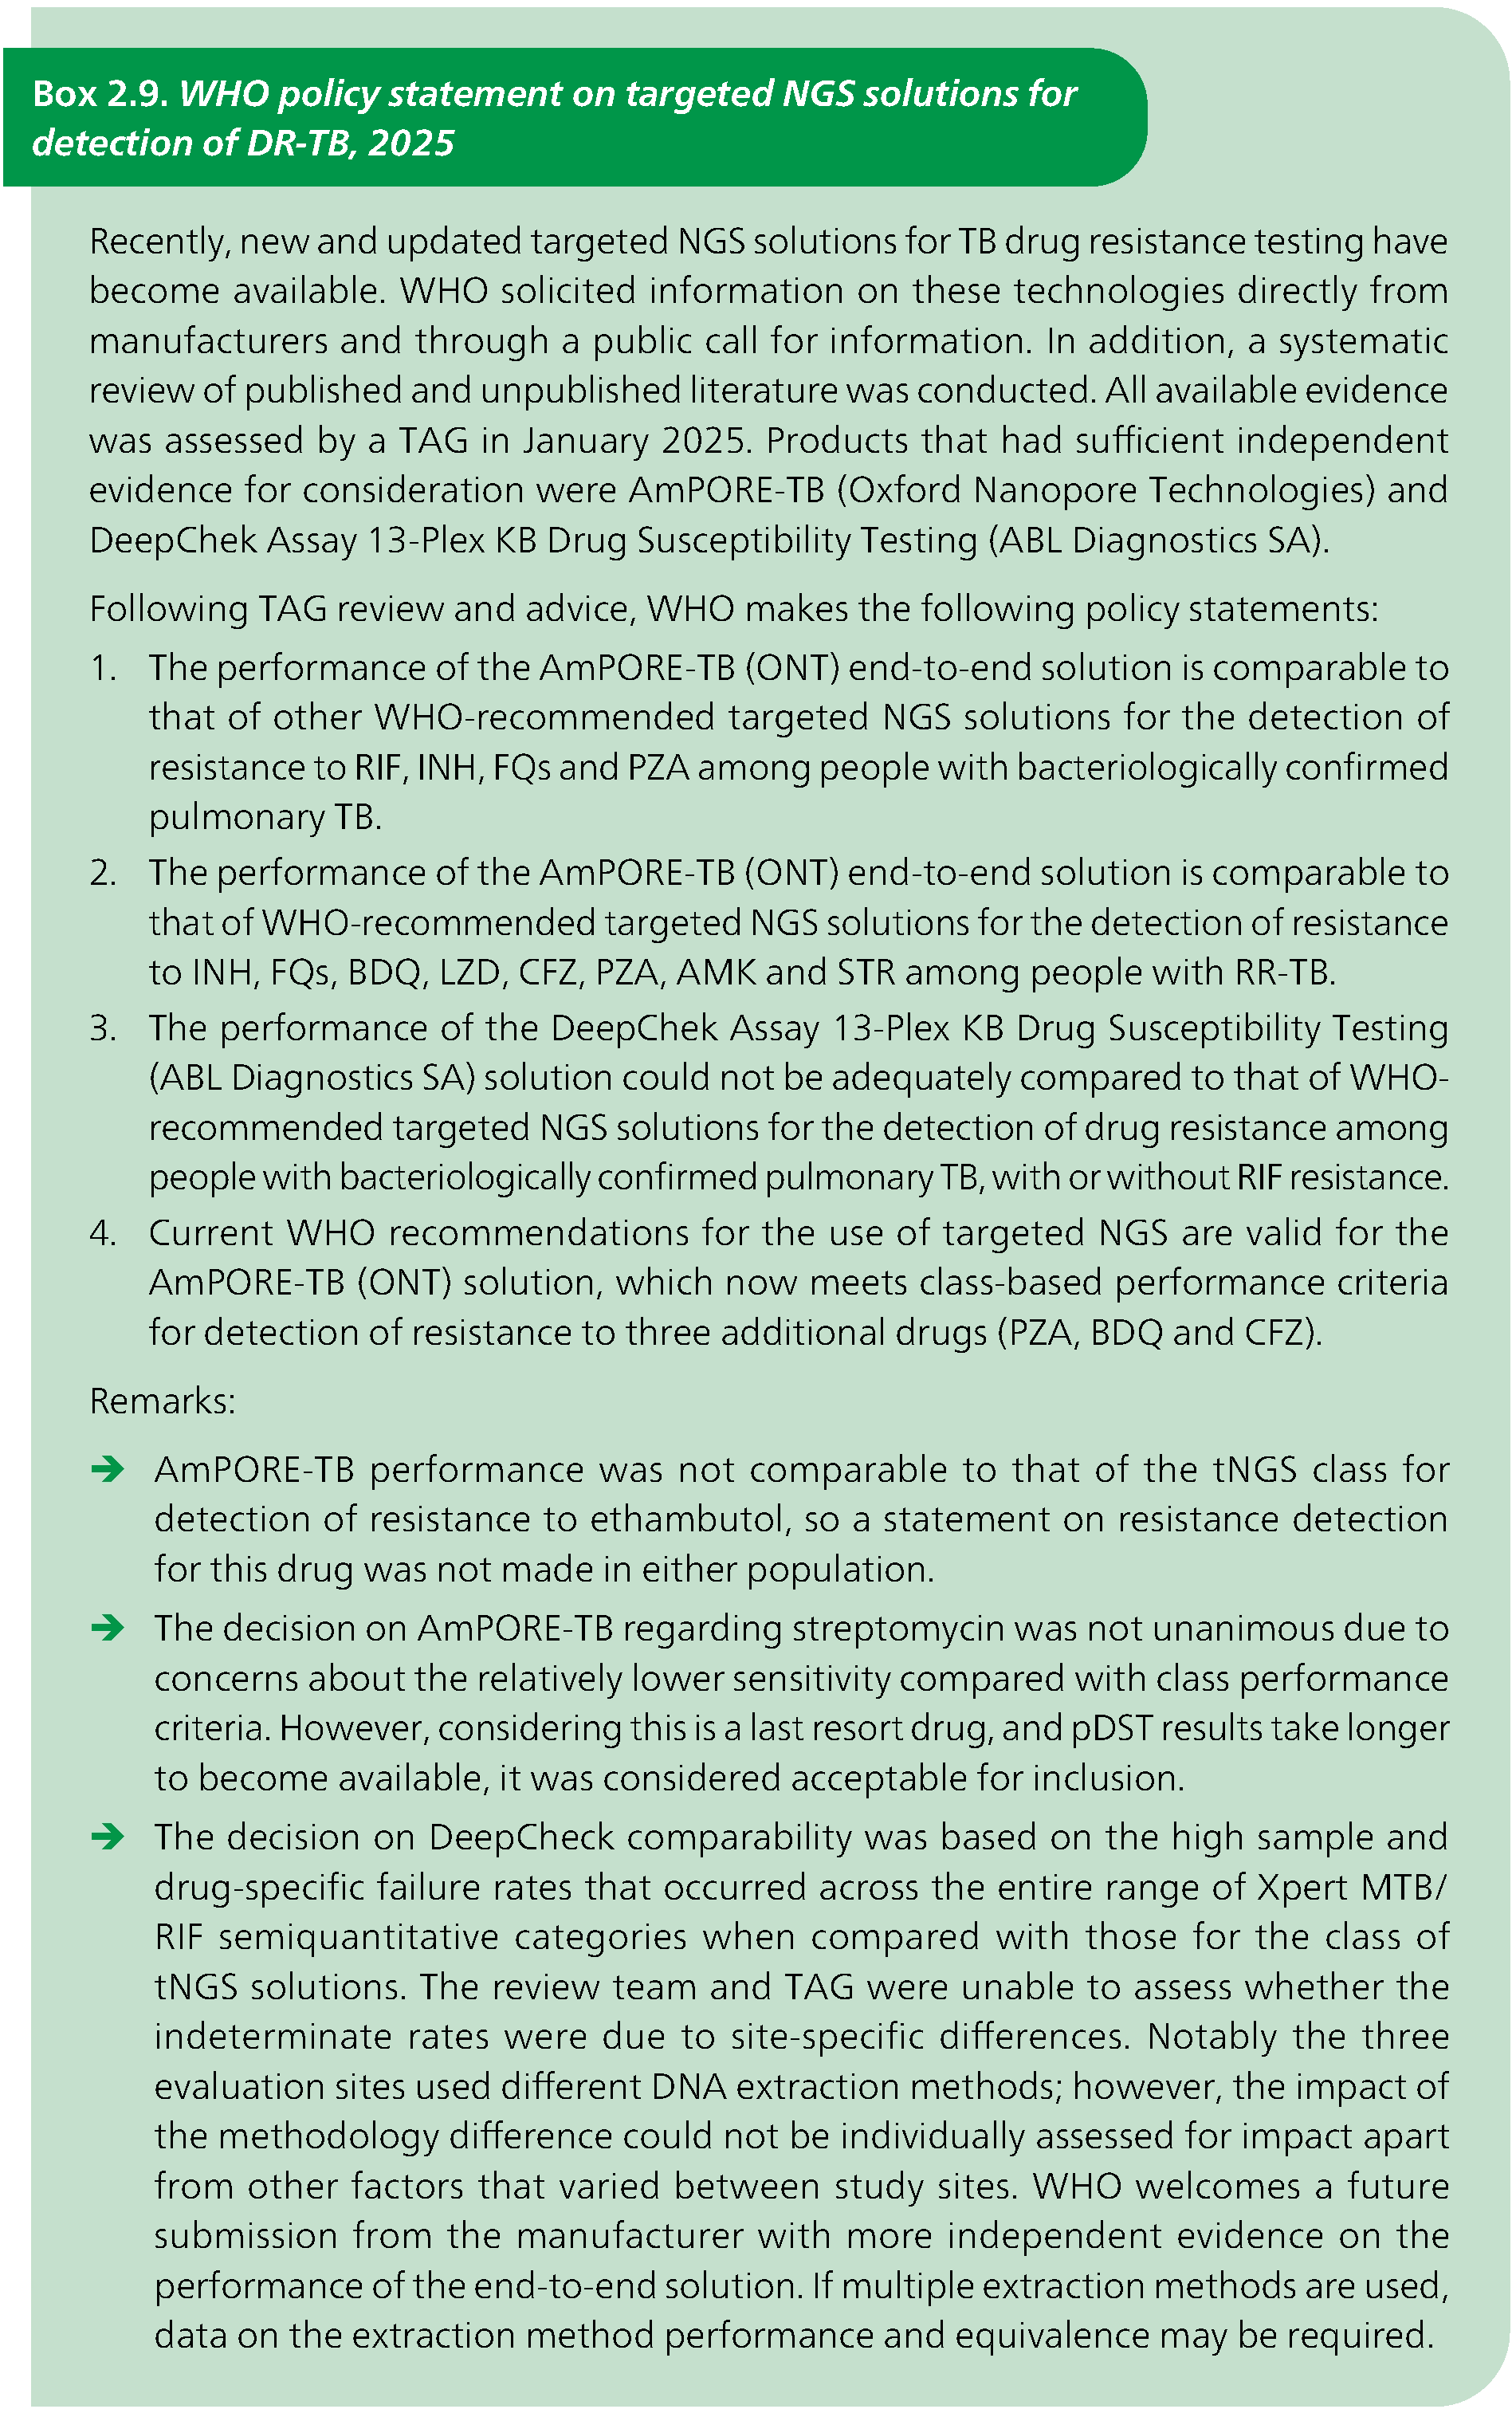 Box 2.9. WHO policy statement on targeted NGS solutions for
detection of DR-TB, 2025
Recently, new and updated targeted NGS solutions for TB drug resistance testing have
become available. WHO solicited information on these technologies directly from
manufacturers and through a public call for information. In addition, a systematic
review of published and unpublished literature was conducted. All available evidence
was assessed by a TAG in January 2025. Products that had sufficient independent
evidence for consideration were AmPORE-TB (Oxford Nanopore Technologies) and
DeepChek Assay 13-Plex KB Drug Susceptibility Testing (ABL Diagnostics SA).
Following TAG review and advice, WHO makes the following policy statements:
1. The performance of the AmPORE-TB (ONT) end-to-end solution is comparable to
that of other WHO-recommended targeted NGS solutions for the detection of
resistance to RIF, INH, FQs and PZA among people with bacteriologically confirmed
pulmonary TB.
2. The performance of the AmPORE-TB (ONT) end-to-end solution is comparable to
that of WHO-recommended targeted NGS solutions for the detection of resistance
to INH, FQs, BDQ, LZD, CFZ, PZA, AMK and STR among people with RR-TB.
3. The performance of the DeepChek Assay 13-Plex KB Drug Susceptibility Testing
(ABL Diagnostics SA) solution could not be adequately compared to that of WHO-
recommended targeted NGS solutions for the detection of drug resistance among
people with bacteriologically confirmed pulmonary TB, with or without RIF resistance.
4. Current WHO recommendations for the use of targeted NGS are valid for the
AmPORE-TB (ONT) solution, which now meets class-based performance criteria
for detection of resistance to three additional drugs (PZA, BDQ and CFZ).
Remarks:
➔ AmPORE-TB performance was not comparable to that of the tNGS class for
detection of resistance to ethambutol, so a statement on resistance detection
for this drug was not made in either population.
➔ The decision on AmPORE-TB regarding streptomycin was not unanimous due to
concerns about the relatively lower sensitivity compared with class performance
criteria. However, considering this is a last resort drug, and pDST results take longer
to become available, it was considered acceptable for inclusion.
➔ The decision on DeepCheck comparability was based on the high sample and
drug-specific failure rates that occurred across the entire range of Xpert MTB/
RIF semiquantitative categories when compared with those for the class of
tNGS solutions. The review team and TAG were unable to assess whether the
indeterminate rates were due to site-specific differences. Notably the three
evaluation sites used different DNA extraction methods; however, the impact of
the methodology difference could not be individually assessed for impact apart
from other factors that varied between study sites. WHO welcomes a future
submission from the manufacturer with more independent evidence on the
performance of the end-to-end solution. If multiple extraction methods are used,
data on the extraction method performance and equivalence may be required.